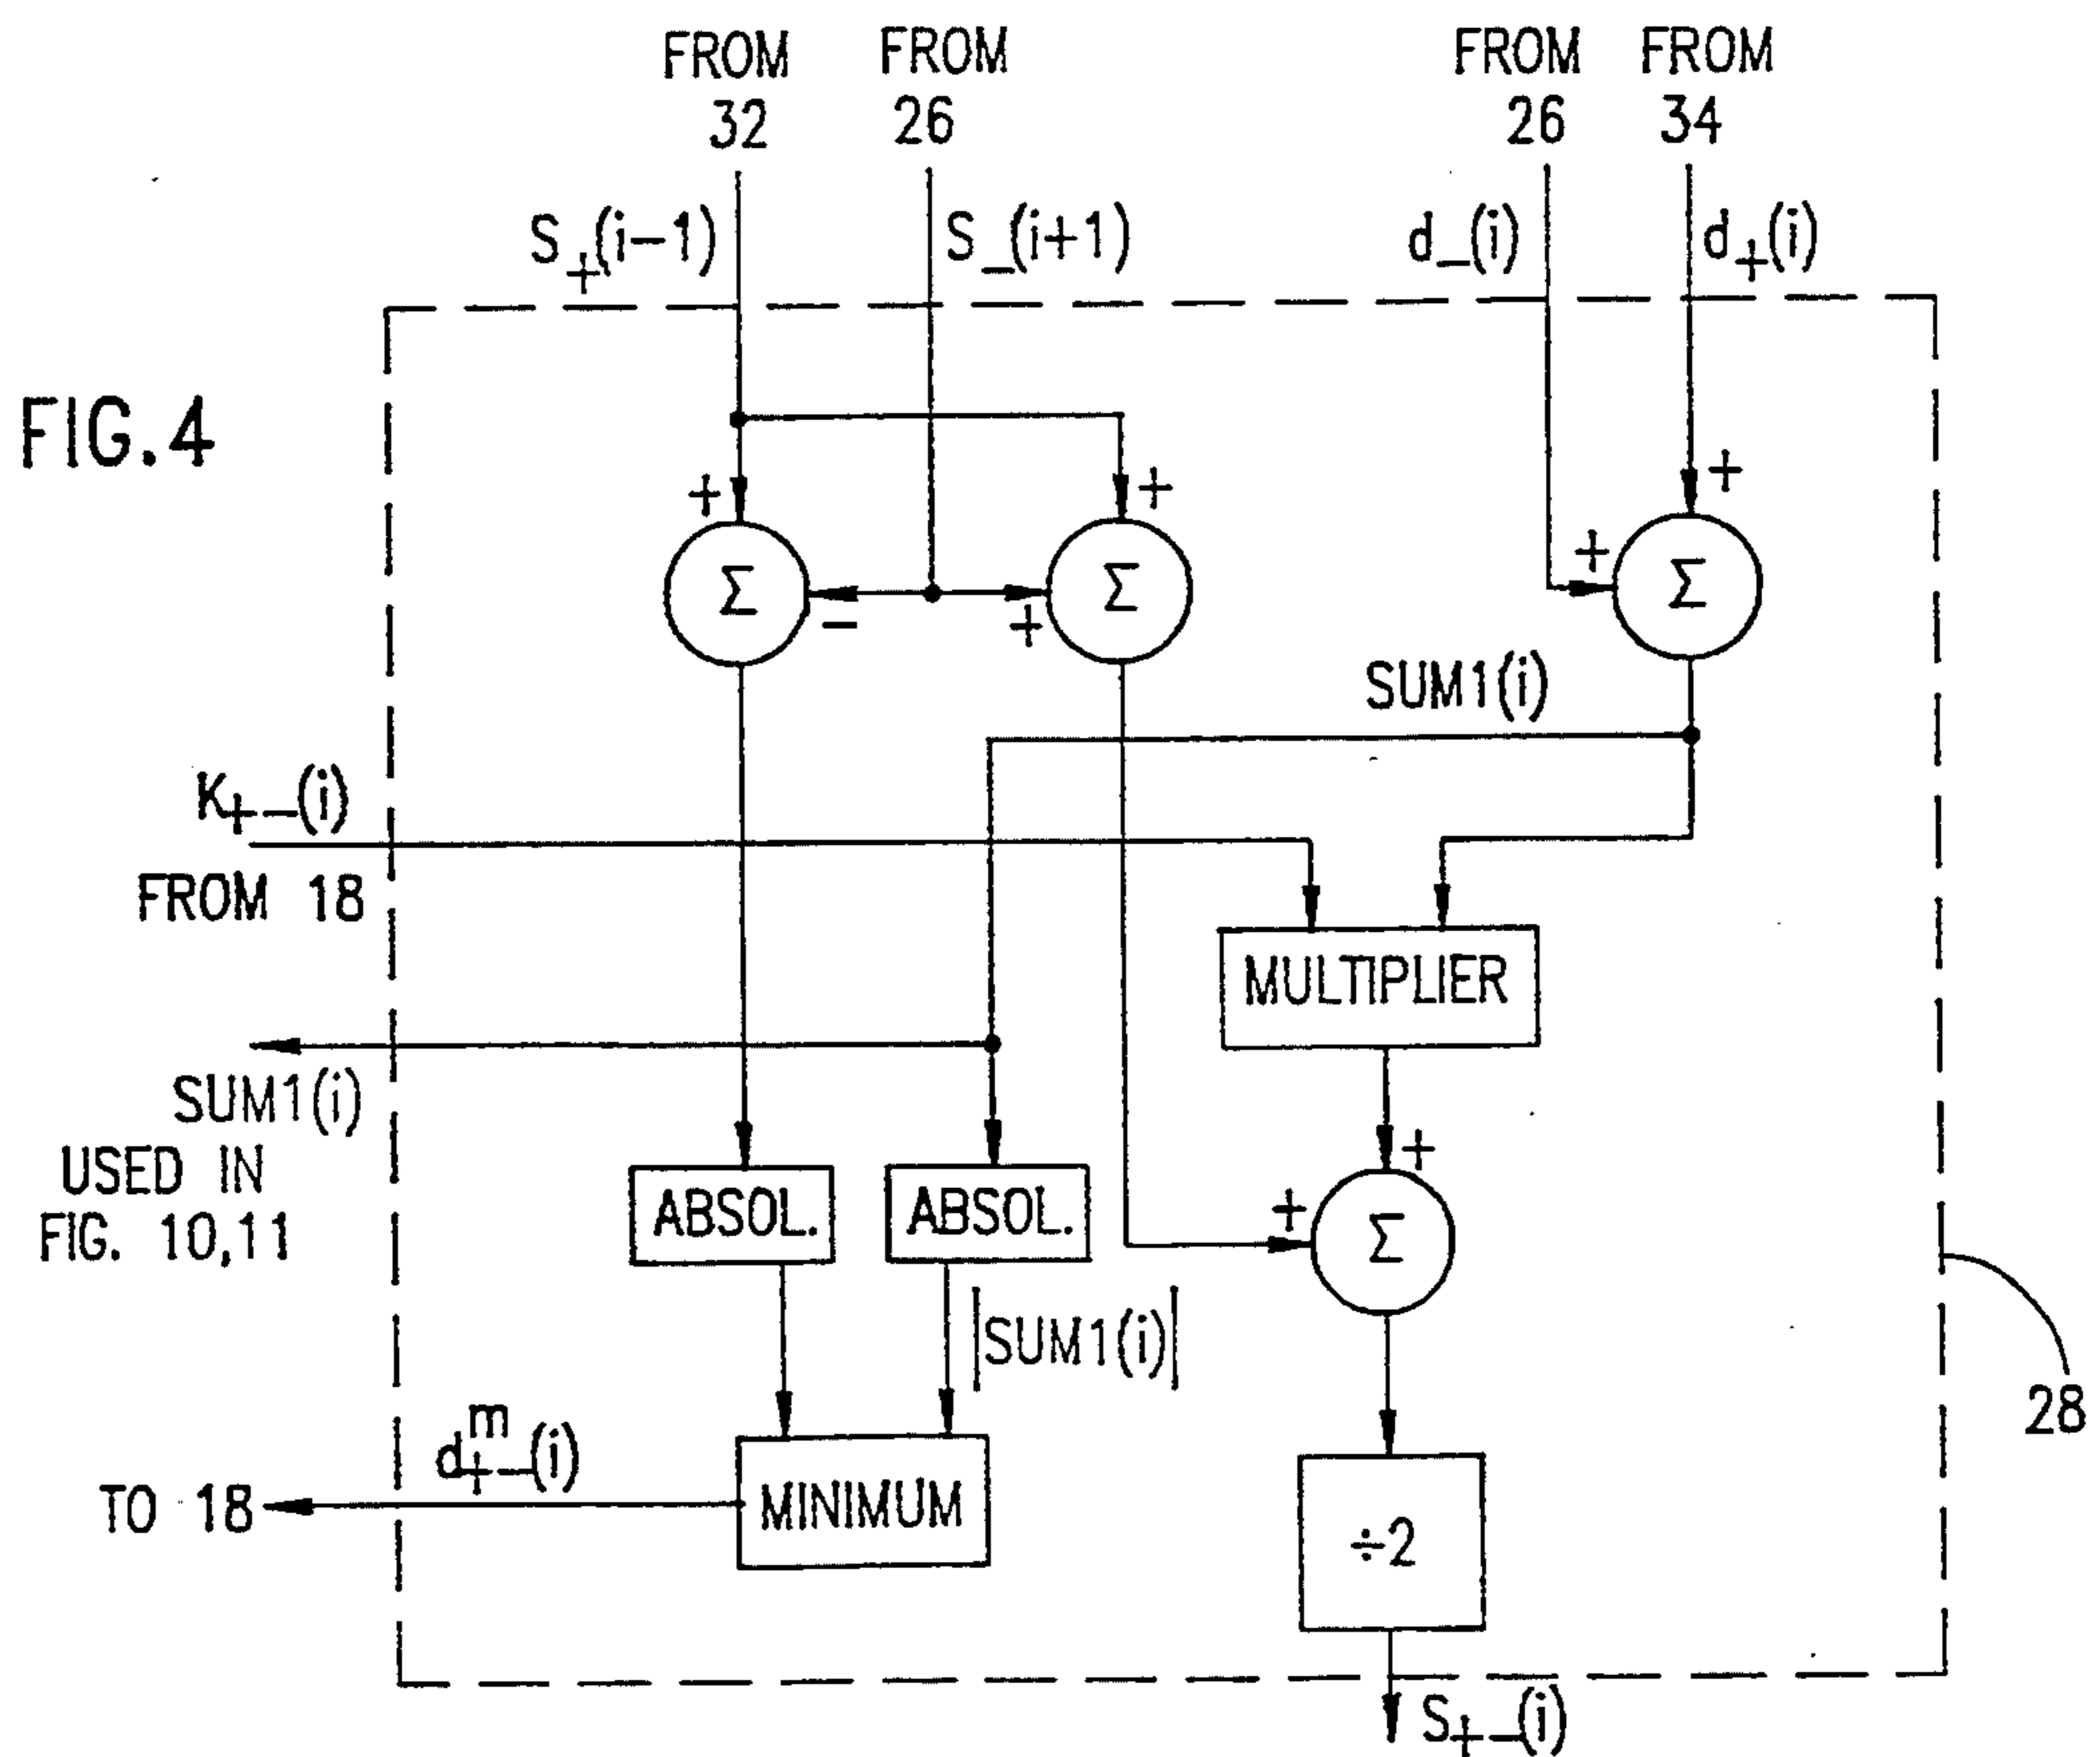 FROM 32
FROM 26
FROM 26
FROM 34
S₊(i−1)
S_(i+1)
d_(i)
d₊(i)
FIG.4
+
+
+
+
Σ
Σ
Σ
−
+
SUM1(i)
K₊−(i)
FROM 18
MULTIPLIER
SUM1(i)
USED IN
FIG. 10,11
+
+
ABSOL.
ABSOL.
Σ
|SUM1(i)|
28
d₊−ᵐ(i)
TO 18
MINIMUM
÷2
S₊−(i)